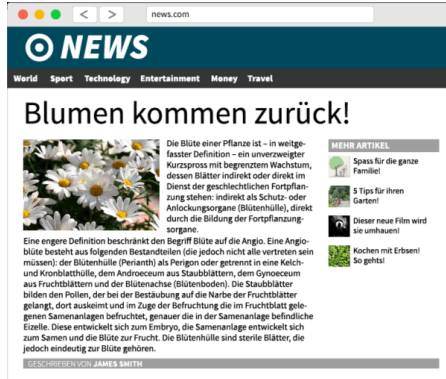 news.com
NEWS
World Sport Technology Entertainment Money Travel
Blumen kommen zurück!
Die Blüte einer Pflanze ist – in weitge-
fasster Definition – ein unverzweigter
Kurzspross mit begrenztem Wachstum,
dessen Blätter indirekt oder direkt im
Dienst der geschlechtlichen Fortpflan-
zung stehen: indirekt als Schutz- oder
Anlockungsorgane (Blütenhülle), direkt
durch die Bildung der Fortpflanzung-
sorgane.
Eine engere Definition beschränkt den Begriff Blüte auf die Angio. Eine Angio-
blüte besteht aus folgenden Bestandteilen (die jedoch nicht alle vertreten sein
müssen): der Blütenhülle (Perianth) als Perigon oder getrennt in eine Kelch-
und Kronblatthülle, dem Androeceum aus Staubblättern, dem Gynoeceum
aus Fruchtblättern und der Blütenachse (Blütenboden). Die Staubblätter
bilden den Pollen, der bei der Bestäubung auf die Narbe der Fruchtblätter
gelangt, dort auskeimt und im Zuge der Befruchtung die im Fruchtblatt gele-
genen Samenanlagen befruchtet, genauer die in der Samenanlage befindliche
Eizelle. Diese entwickelt sich zum Embryo, die Samenanlage entwickelt sich
zum Samen und die Blüte zur Frucht. Die Blütenhülle sind sterile Blätter, die
jedoch eindeutig zur Blüte gehören.
GESCHRIEBEN VON JAMES SMITH
MEHR ARTIKEL
Spass für die ganze
Familie!
5 Tips für ihren
Garten!
Dieser neue Film wird
sie umhauen!
Kochen mit Erbsen!
So gehts!